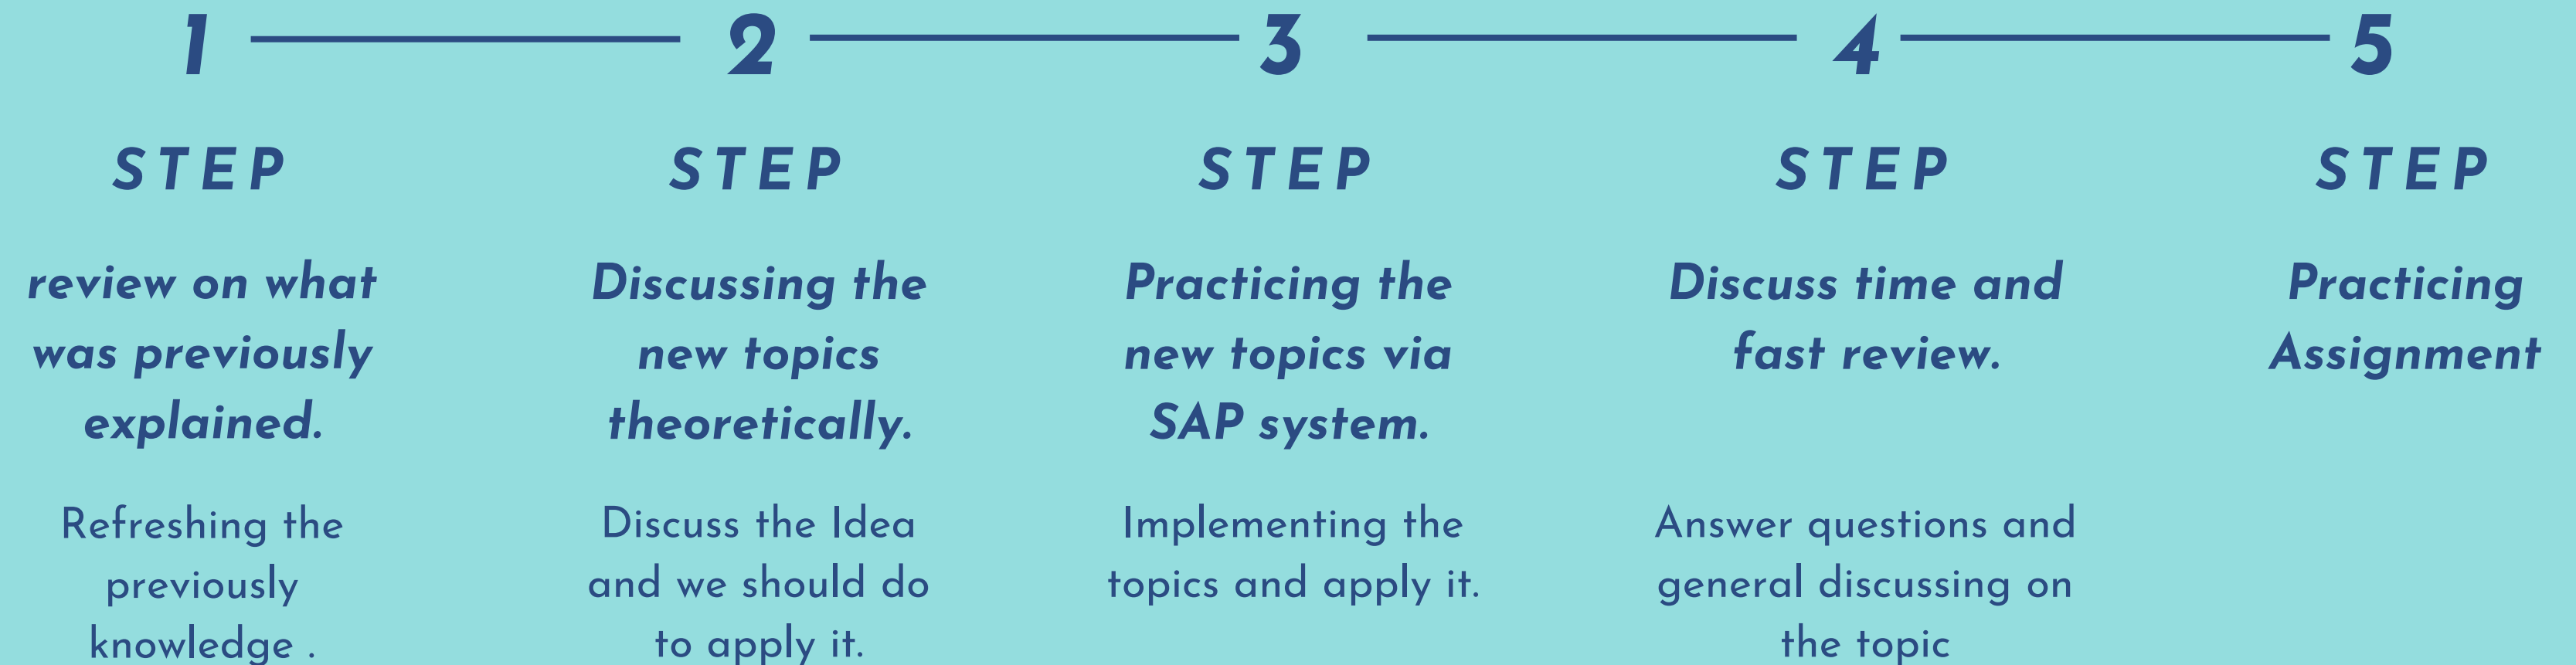 1
STEP
review on what
was previously
explained.
Refreshing the
previously
knowledge .
2
STEP
Discussing the
new topics
theoretically.
Discuss the Idea
and we should do
to apply it.
3
STEP
Practicing the
new topics via
SAP system.
Implementing the
topics and apply it.
4
STEP
Discuss time and
fast review.
Answer questions and
general discussing on
the topic
5
STEP
Practicing
Assignment